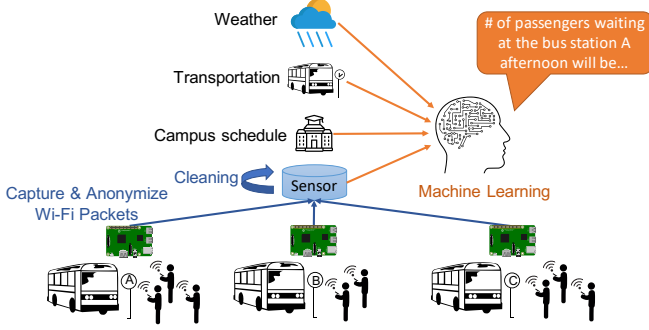 Weather
# of passengers waiting
at the bus station A
afternoon will be...
Transportation
Campus schedule
Cleaning
Sensor
Capture & Anonymize
Wi-Fi Packets
Machine Learning
A
B
C